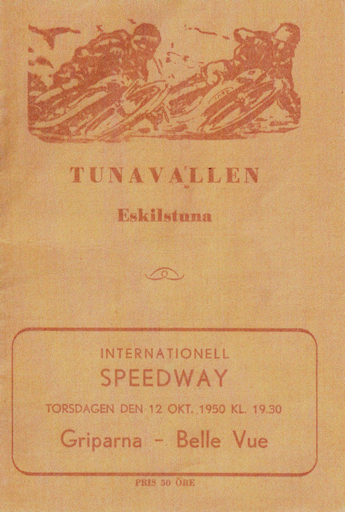 TUNAVALLEN
Eskilstuna
INTERNATIONELL
SPEEDWAY
TORSDAGEN DEN 12 OKT. 1950 KL. 19.30
Griparna - Belle Vue
PRIS 50 ÖRE